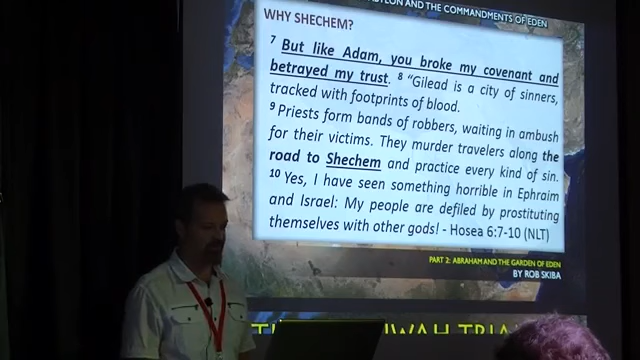 AND THE COMMANDMENTS OF EDEN
WHY SHECHEM?
7 But like Adam, you broke my covenant and
betrayed my trust. 8 “Gilead is a city of sinners,
tracked with footprints of blood.
9 Priests form bands of robbers, waiting in ambush
for their victims. They murder travelers along the
road to Shechem and practice every kind of sin.
10 Yes, I have seen something horrible in Ephraim
and Israel: My people are defiled by prostituting
themselves with other gods! - Hosea 6:7-10 (NLT)
PART 2: ABRAHAM AND THE GARDEN OF EDEN
BY ROB SKIBA